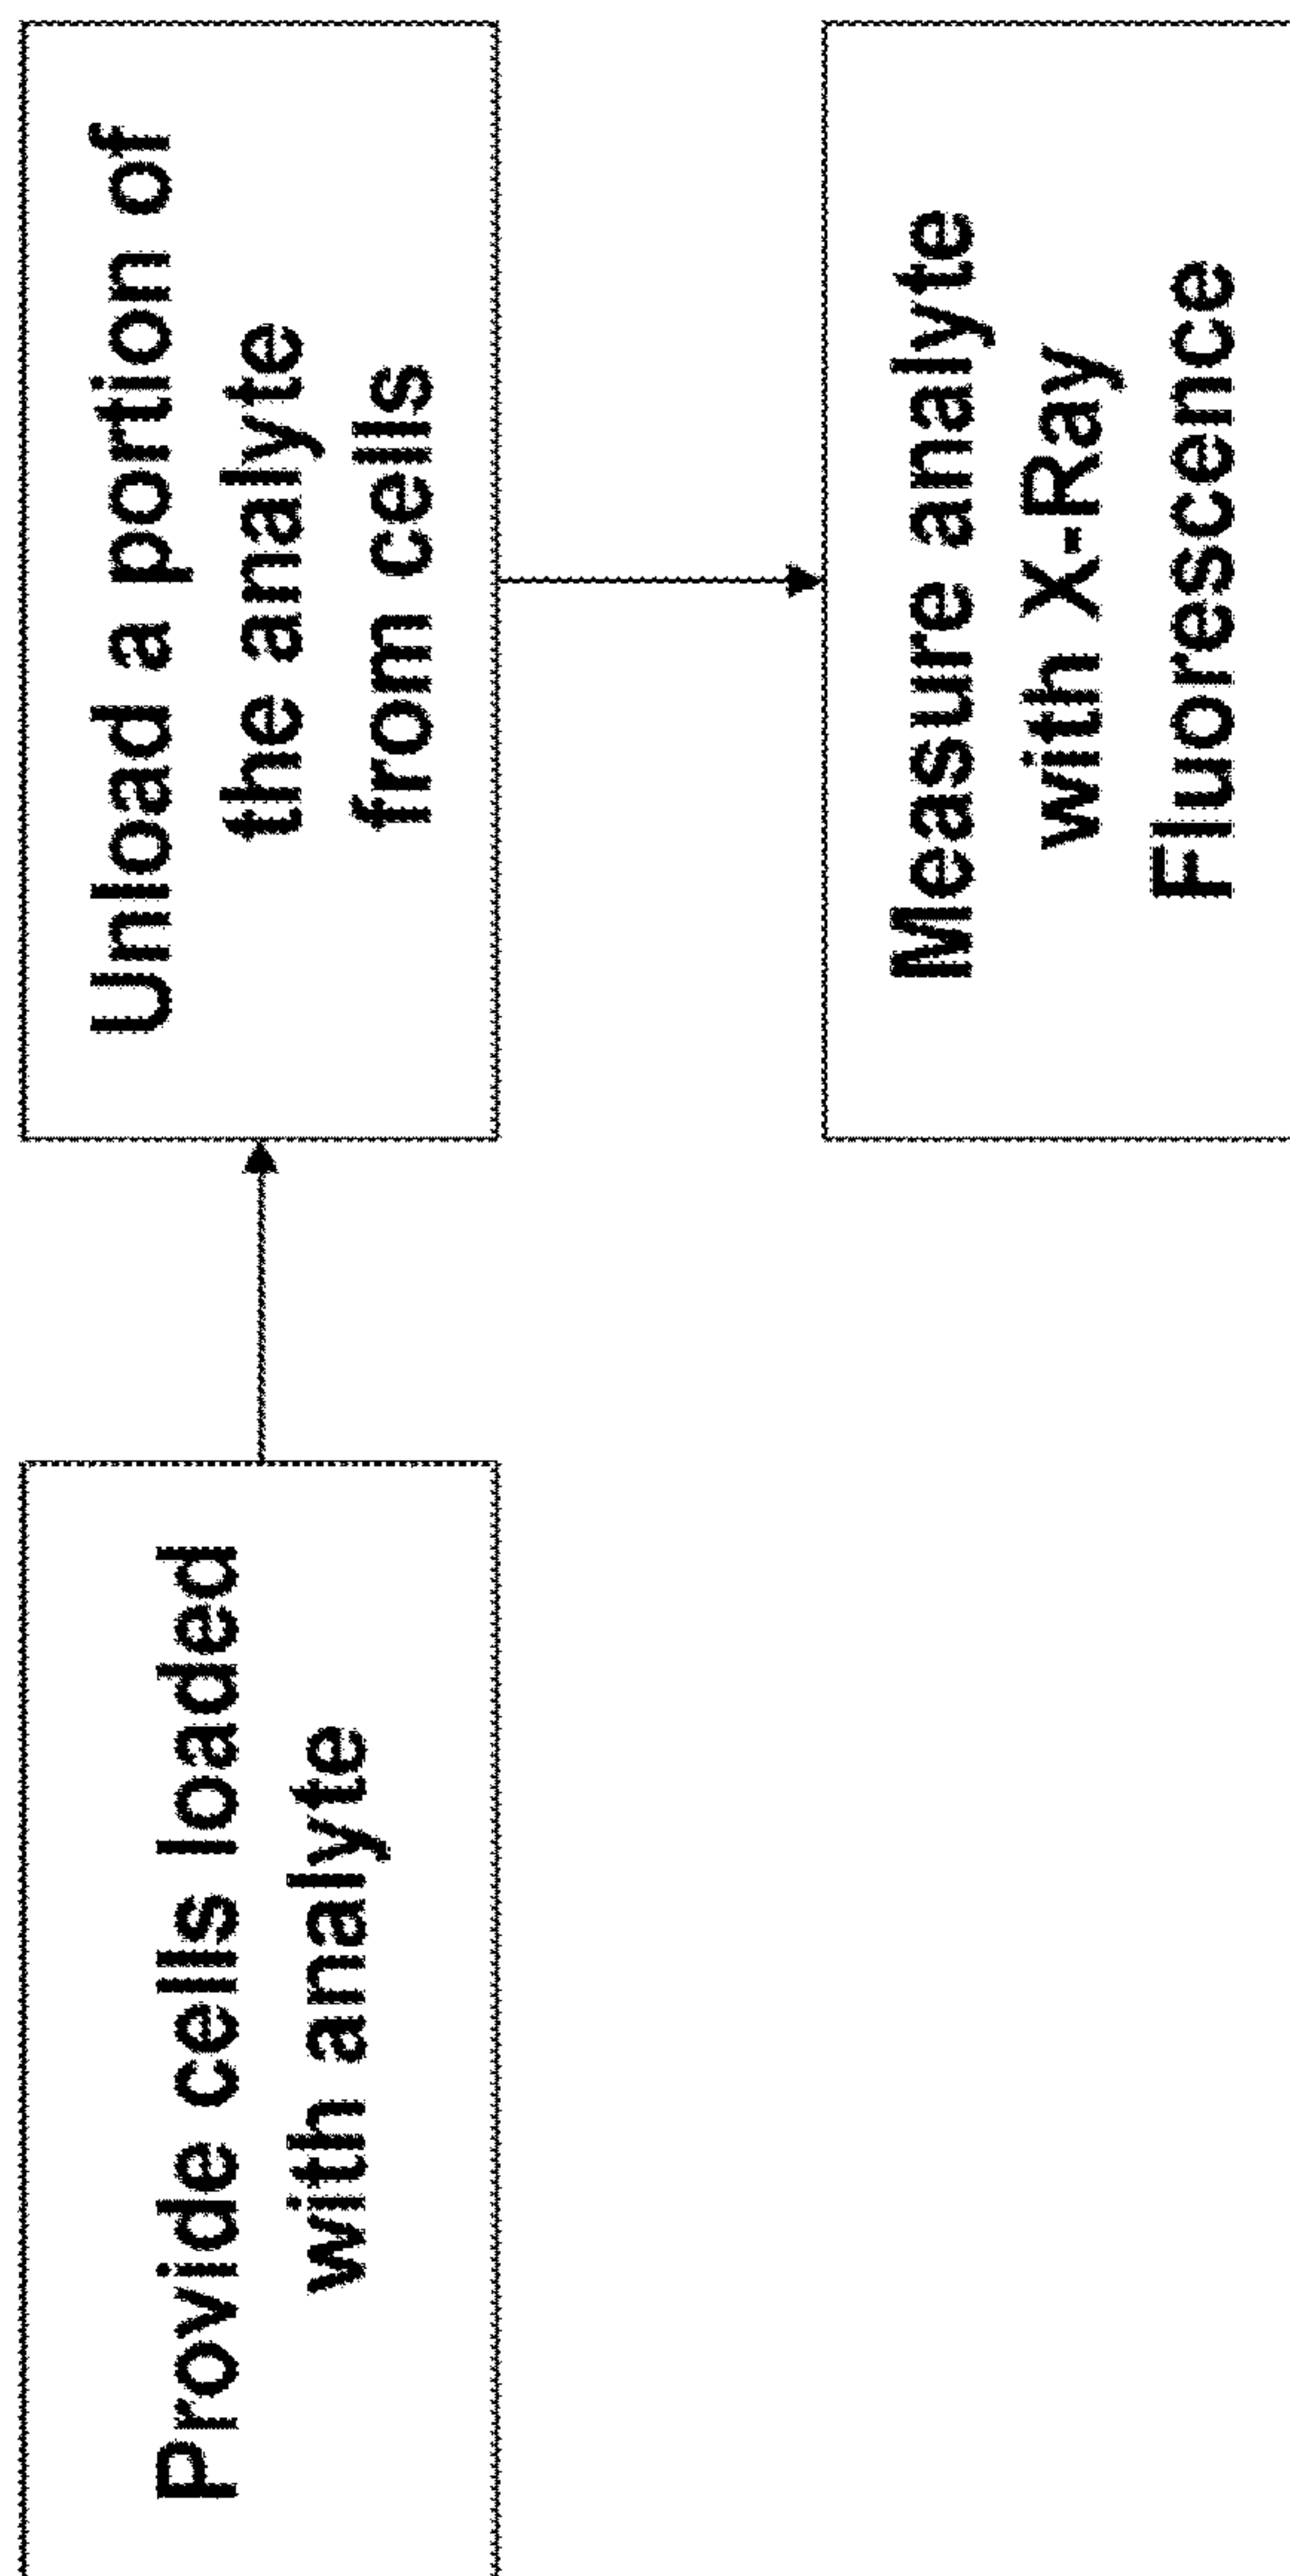 Provide cells loaded
with analyte
Unload a portion of
the analyte
from cells
Measure analyte
with X-Ray
Fluorescence